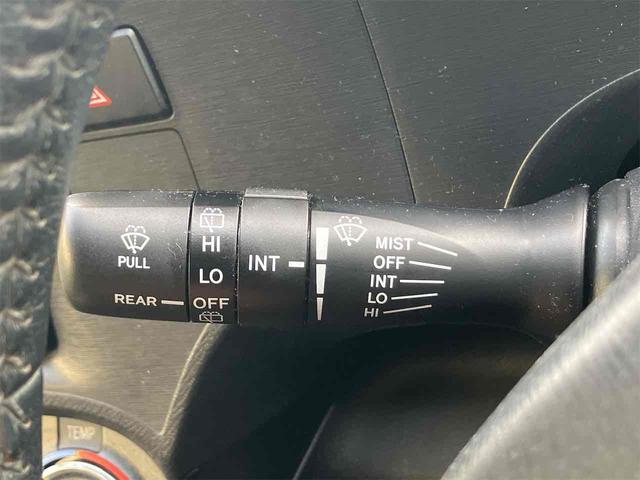 PULL
REAR
HI
LO
OFF
INT
MIST
OFF
INT
LO
HI
TEMP